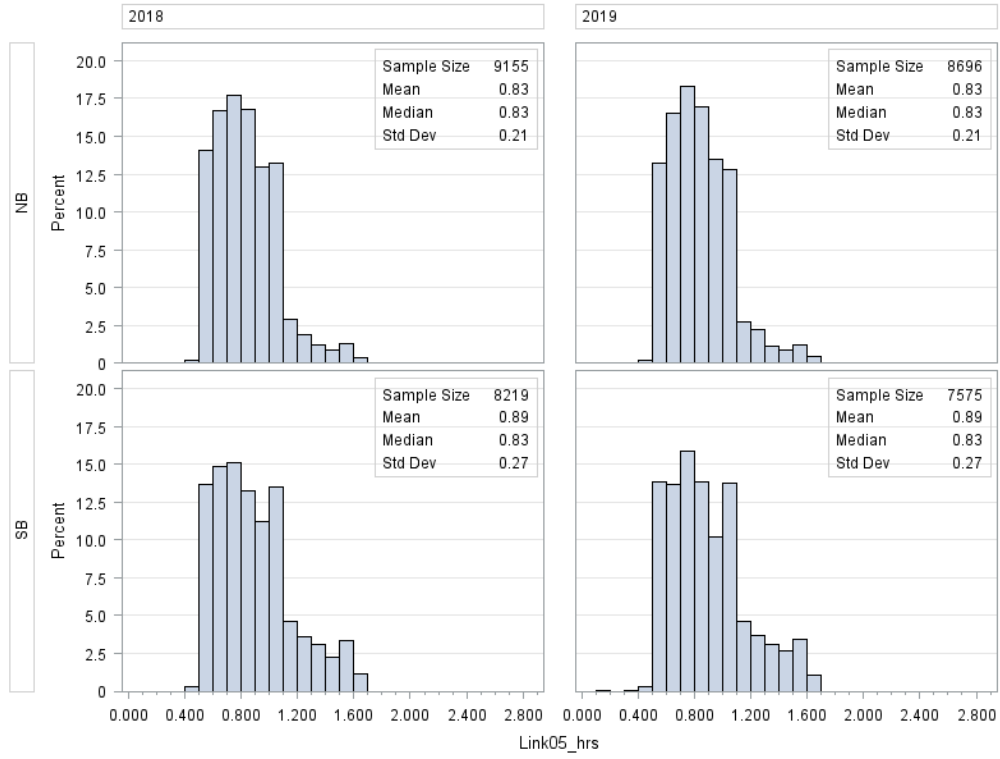 2018 2019
NB
Percent
20.0
17.5
15.0
12.5
10.0
7.5
5.0
2.5
0
Sample Size 9155
Mean 0.83
Median 0.83
Std Dev 0.21
Sample Size 8696
Mean 0.83
Median 0.83
Std Dev 0.21
SB
Percent
20.0
17.5
15.0
12.5
10.0
7.5
5.0
2.5
0
Sample Size 8219
Mean 0.89
Median 0.83
Std Dev 0.27
Sample Size 7575
Mean 0.89
Median 0.83
Std Dev 0.27
0.000 0.400 0.800 1.200 1.600 2.000 2.400 2.800 0.000 0.400 0.800 1.200 1.600 2.000 2.400 2.800
Link05_hrs